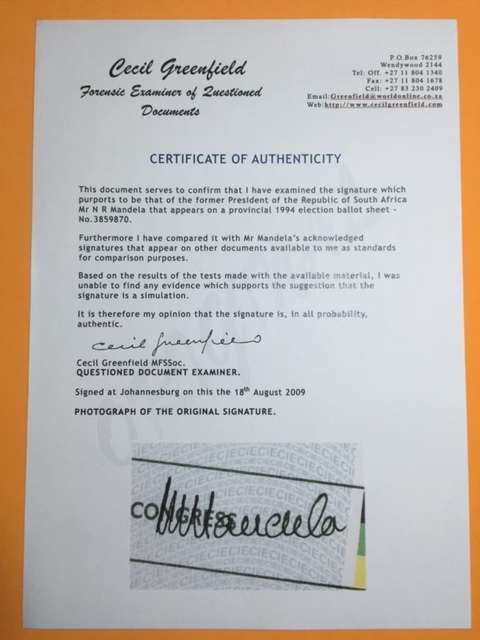 Cecil Greenfield
Forensic Examiner of Questioned
Documents
P.O.Box 76259
Wendywood 2144
Tel: Off. +27 11 804 1340
Fax: +27 11 804 1678
Cell: +27 83 230 2409
Email:Greenfield@worldonline.co.za
Web:http://www.cecilgreenfield.com
CERTIFICATE OF AUTHENTICITY
This document serves to confirm that I have examined the signature which
purports to be that of the former President of the Republic of South Africa
Mr N R Mandela that appears on a provincial 1994 election ballot sheet -
No.3859870.
Furthermore I have compared it with Mr Mandela's acknowledged
signatures that appear on other documents available to me as standards
for comparison purposes.
Based on the results of the tests made with the available material, I was
unable to find any evidence which supports the suggestion that the
signature is a simulation.
It is therefore my opinion that the signature is, in all probability,
authentic.
Cecil Greenfield
Cecil Greenfield MFSSoc.
QUESTIONED DOCUMENT EXAMINER.
Signed at Johannesburg on this the 18th August 2009
PHOTOGRAPH OF THE ORIGINAL SIGNATURE.
CONGRESS
Mandela